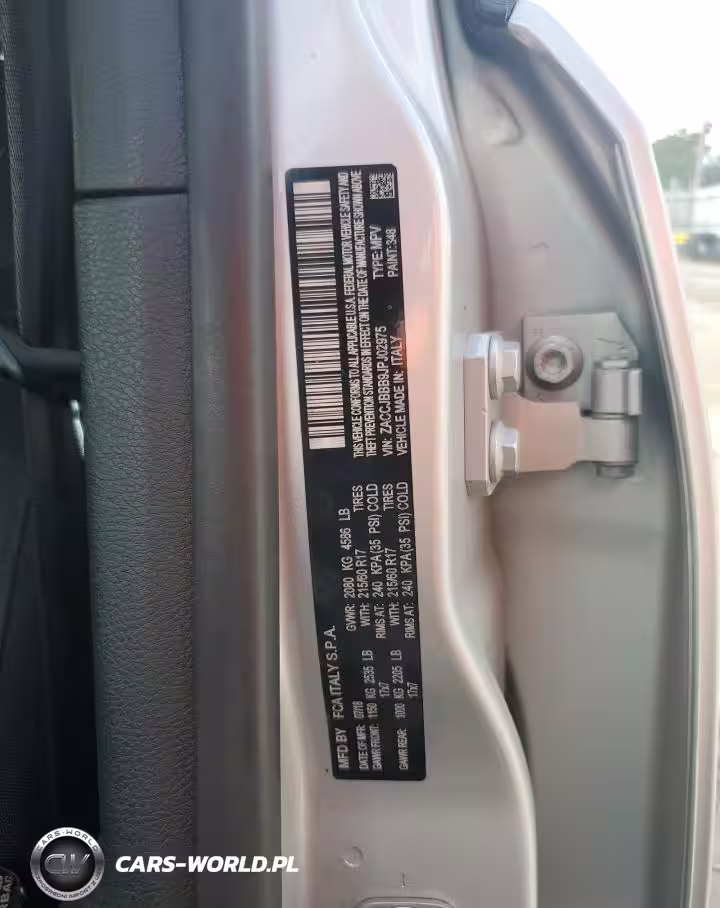 MFD BY FCA ITALY S.P.A.
DATE OF MFR: 07/18 GVWR: 2080 KG 4586 LB
GAWR FRONT: 1150 KG 2535 LB WITH: 215/60 R17 TIRES
17x7 RIMS AT: 240 KPA(35 PSI) COLD
GAWR REAR: 1000 KG 2205 LB WITH: 215/60 R17 TIRES
17x7 RIMS AT: 240 KPA(35 PSI) COLD
THIS VEHICLE CONFORMS TO ALL APPLICABLE U.S.A. FEDERAL MOTOR VEHICLE SAFETY AND
THEFT PREVENTION STANDARDS IN EFFECT ON THE DATE OF MANUFACTURE SHOWN ABOVE
VIN: ZACCJBBB9JPJ02975 TYPE: MPV
VEHICLE MADE IN: ITALY PAINT: 348
CARS-WORLD
CW
CARS-WORLD.PL